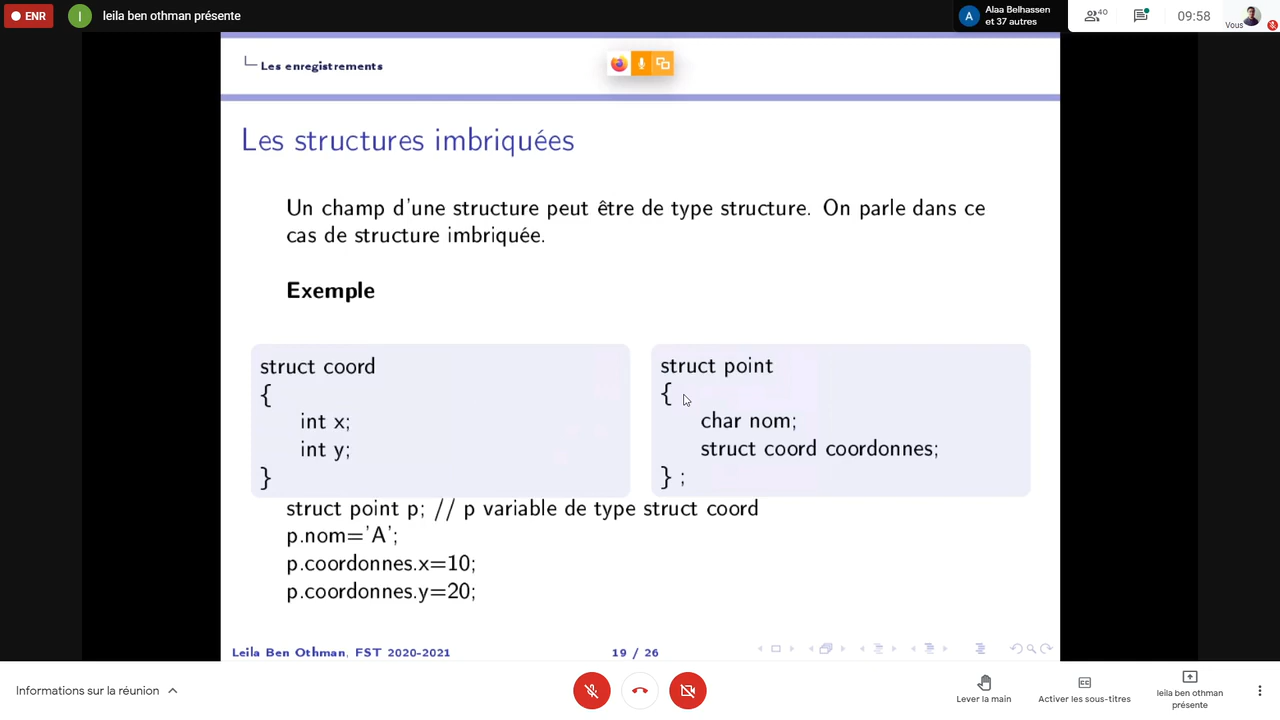 ENR
I
leila ben othman présente
A
Alaa Belhassen
et 37 autres
40
09:58
Vous
Les enregistrements
Les structures imbriquées
Un champ d'une structure peut être de type structure. On parle dans ce
cas de structure imbriquée.
Exemple
struct coord
{
int x;
int y;
}
struct point
{
char nom;
struct coord coordonnes;
} ;
struct point p; // p variable de type struct coord
p.nom='A';
p.coordonnes.x=10;
p.coordonnes.y=20;
Leila Ben Othman, FST 2020-2021
19 / 26
Informations sur la réunion
Lever la main
CC
Activer les sous-titres
leila ben othman
présente